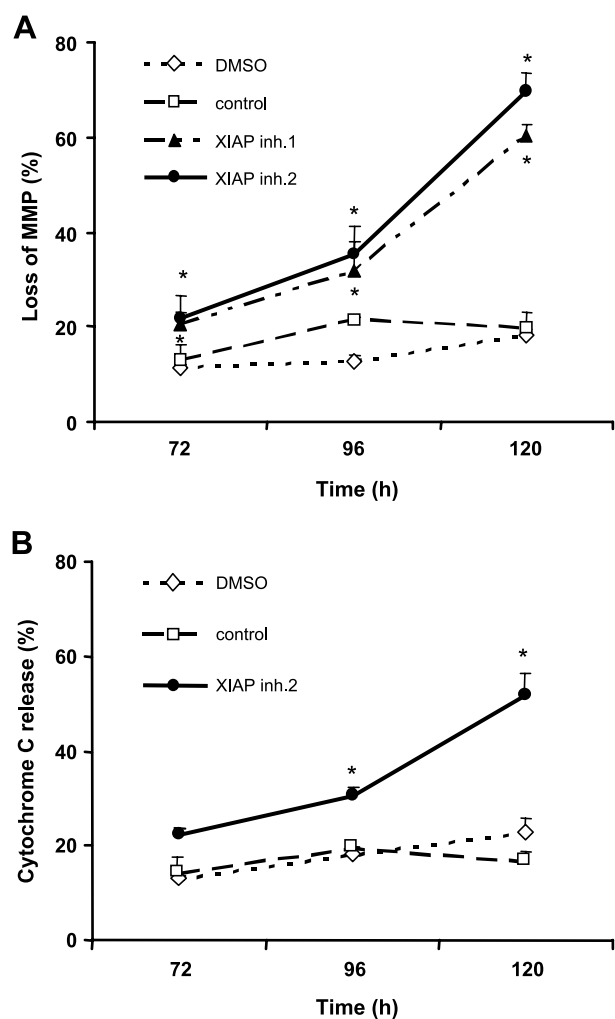 A
80
60
40
20
0
Loss of MMP (%)
DMSO
control
XIAP inh.1
XIAP inh.2
*
*
*
*
*
*
72
96
120
Time (h)
B
80
60
40
20
0
Cytochrome C release (%)
DMSO
control
XIAP inh.2
*
*
72
96
120
Time (h)